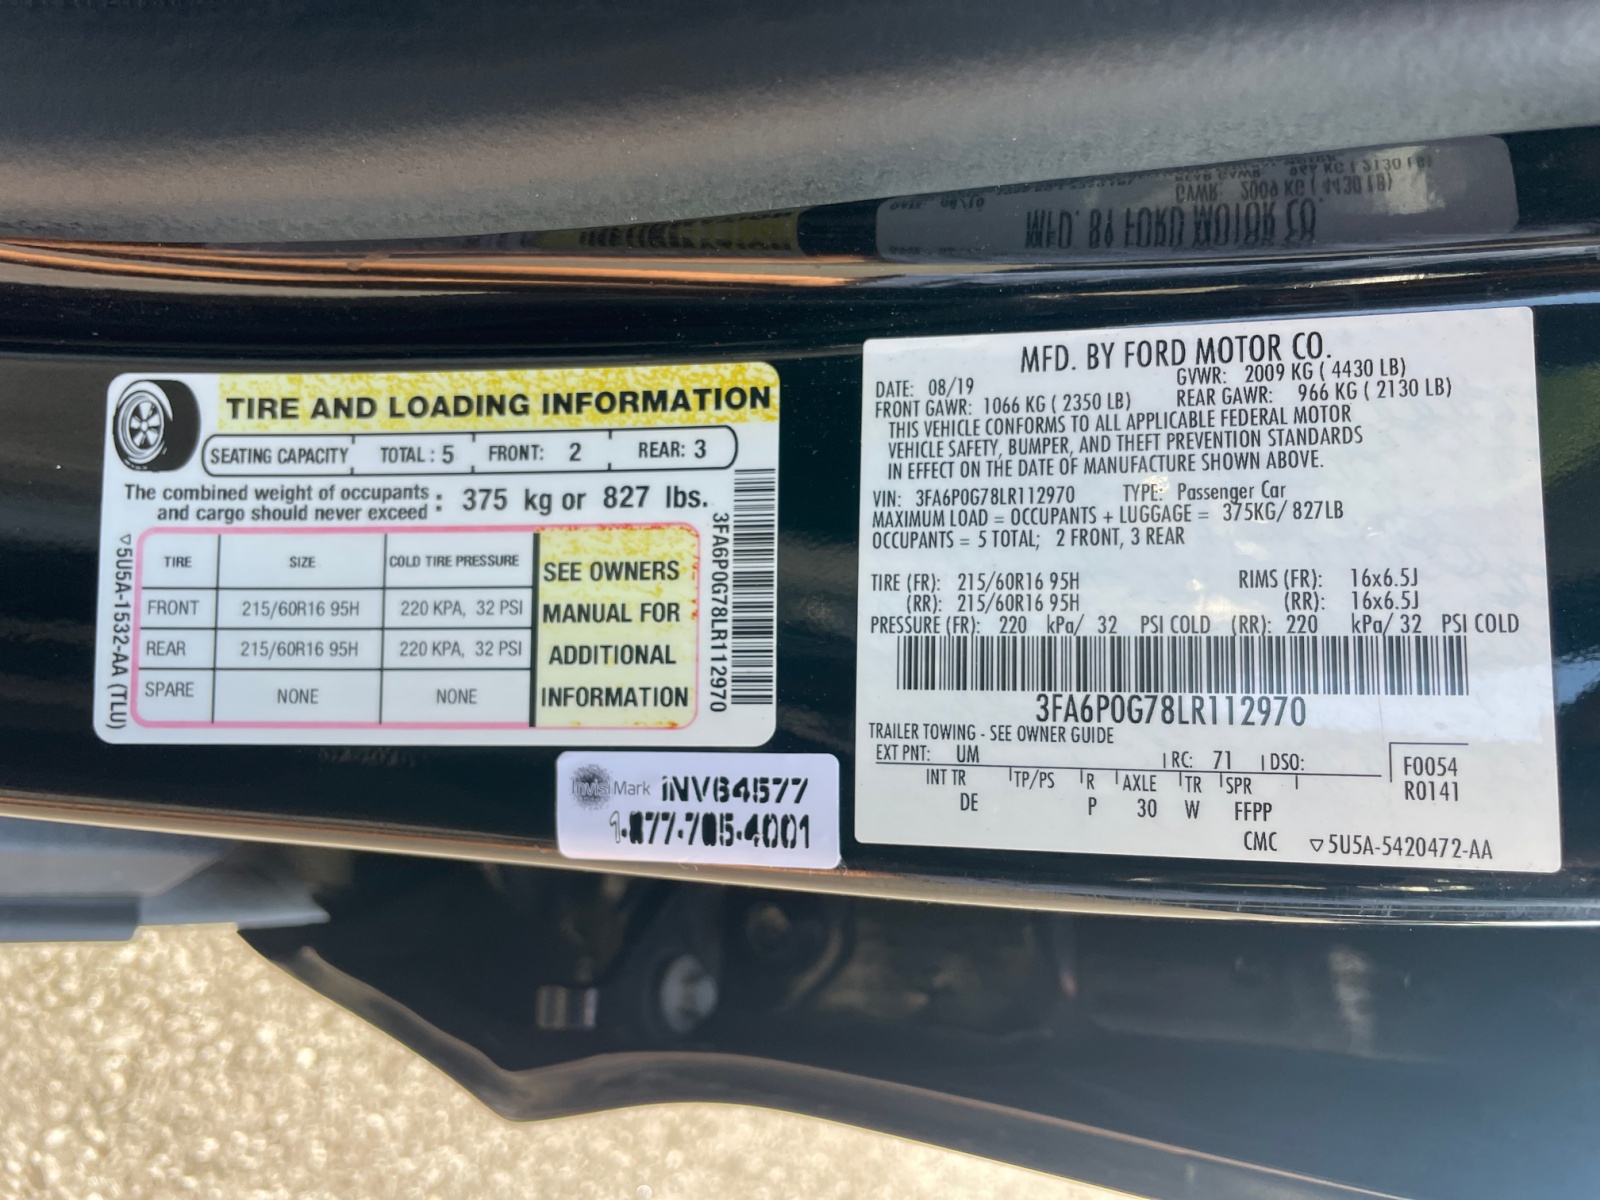 TIRE AND LOADING INFORMATION
SEATING CAPACITY TOTAL : 5 FRONT: 2 REAR: 3
The combined weight of occupants
and cargo should never exceed : 375 kg or 827 lbs.
TIRE SIZE COLD TIRE PRESSURE
FRONT 215/60R16 95H 220 KPA, 32 PSI
REAR 215/60R16 95H 220 KPA, 32 PSI
SPARE NONE NONE
SEE OWNERS
MANUAL FOR
ADDITIONAL
INFORMATION
5U5A-1532-AA (TLU)
3FA6P0G78LR112970
IMS Mark INV64577
1-877-705-4001
MFD. BY FORD MOTOR CO.
DATE: 08/19 GVWR: 2009 KG ( 4430 LB)
FRONT GAWR: 1066 KG ( 2350 LB) REAR GAWR: 966 KG ( 2130 LB)
THIS VEHICLE CONFORMS TO ALL APPLICABLE FEDERAL MOTOR
VEHICLE SAFETY, BUMPER, AND THEFT PREVENTION STANDARDS
IN EFFECT ON THE DATE OF MANUFACTURE SHOWN ABOVE.
VIN: 3FA6P0G78LR112970 TYPE: Passenger Car
MAXIMUM LOAD = OCCUPANTS + LUGGAGE = 375KG/ 827LB
OCCUPANTS = 5 TOTAL; 2 FRONT, 3 REAR
TIRE (FR): 215/60R16 95H RIMS (FR): 16x6.5J
(RR): 215/60R16 95H (RR): 16x6.5J
PRESSURE (FR): 220 kPa/ 32 PSI COLD (RR): 220 kPa/ 32 PSI COLD
3FA6P0G78LR112970
TRAILER TOWING - SEE OWNER GUIDE
EXT PNT: UM RC: 71 DSO: F0054
R0141
INT TR TP/PS R AXLE TR SPR
DE P 30 W FFPP
CMC 5U5A-5420472-AA